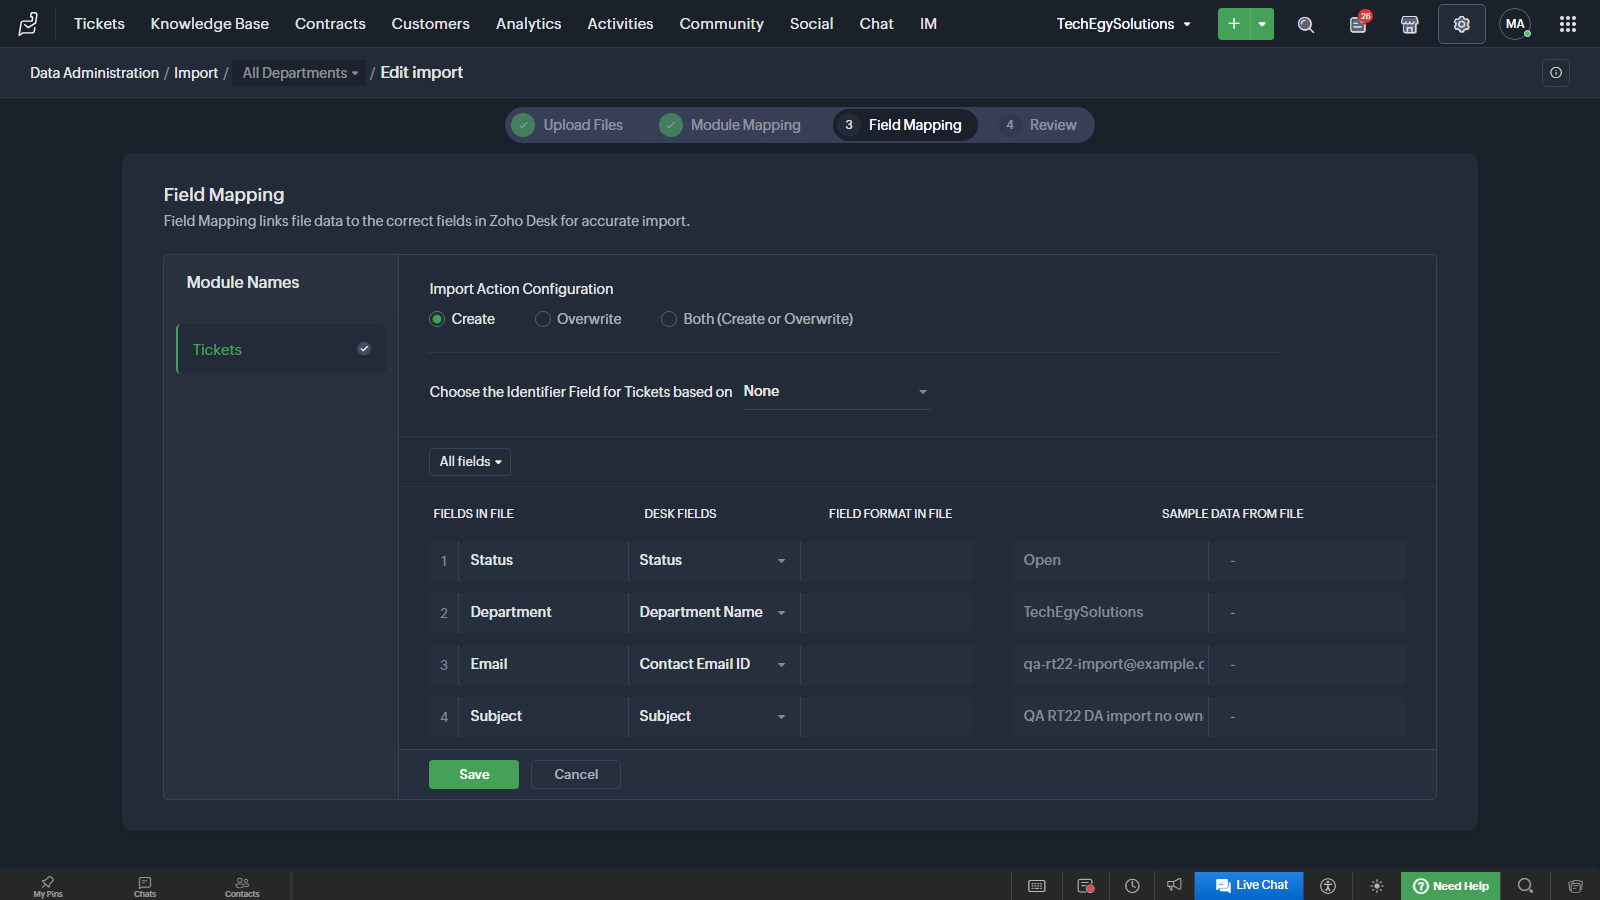 Tickets Knowledge Base Contracts Customers Analytics Activities Community Social Chat IM TechEgySolutions 26 MA
Data Administration / Import / All Departments / Edit import
Upload Files Module Mapping 3 Field Mapping 4 Review
Field Mapping
Field Mapping links file data to the correct fields in Zoho Desk for accurate import.
Module Names
Tickets
Import Action Configuration
Create Overwrite Both (Create or Overwrite)
Choose the Identifier Field for Tickets based on None
All fields
FIELDS IN FILE DESK FIELDS FIELD FORMAT IN FILE SAMPLE DATA FROM FILE
1 Status Status Open -
2 Department Department Name TechEgySolutions -
3 Email Contact Email ID qa-rt22-import@example.c -
4 Subject Subject QA RT22 DA import no own -
Save Cancel
My Pins Chats Contacts Live Chat Need Help